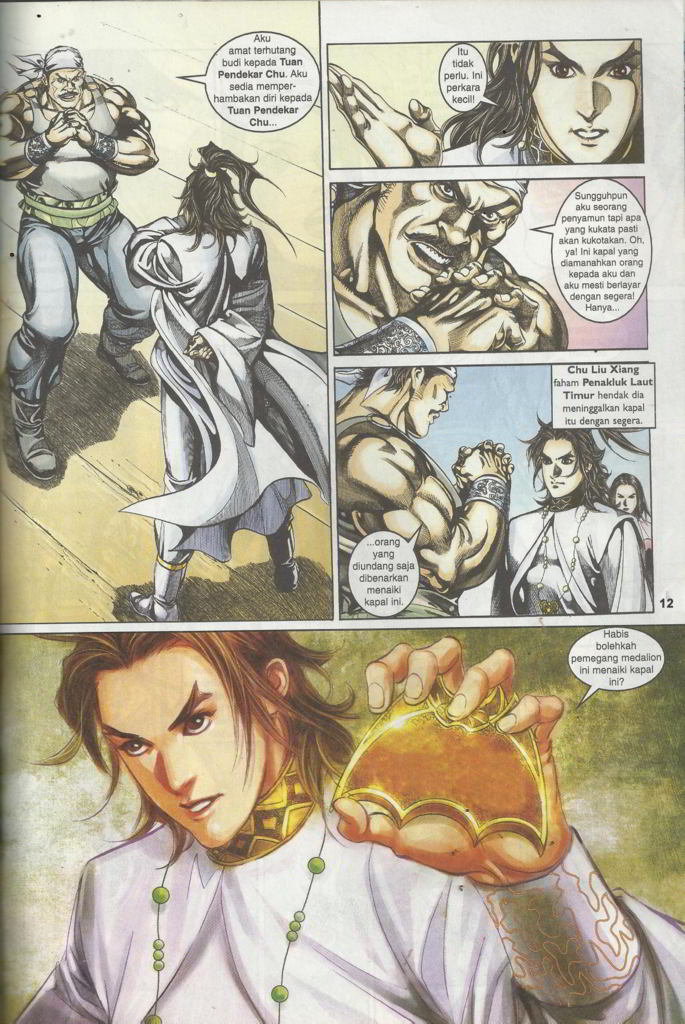 Aku
amat terhutang
budi kepada Tuan
Pendekar Chu. Aku
sedia memper-
hambakan diri kepada
Tuan Pendekar
Chu...
Itu
tidak
perlu. Ini
perkara
kecil!
Sungguhpun
aku seorang
penyamun tapi apa
yang kukata pasti
akan kukotakan. Oh,
ya! Ini kapal yang
diamanahkan orang
kepada aku dan
aku mesti berlayar
dengan segera!
Hanya...
Chu Liu Xiang
faham Penakluk Laut
Timur hendak dia
meninggalkan kapal
itu dengan segera.
...orang
yang
diundang saja
dibenarkan
menaiki
kapal ini.
12
Habis
bolehkah
pemegang medalion
ini menaiki kapal
ini?